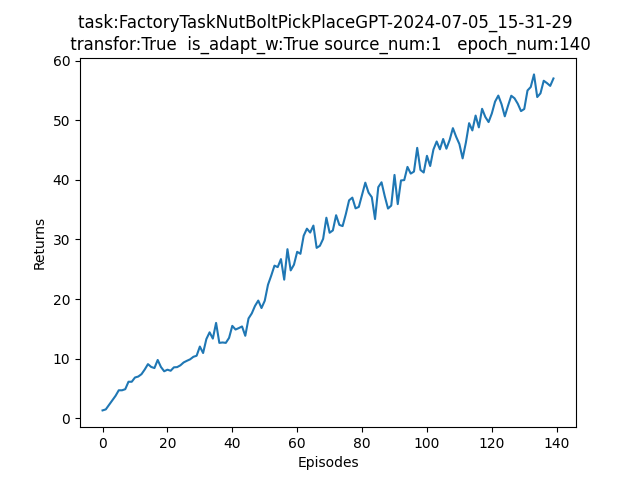 task:FactoryTaskNutBoltPickPlaceGPT-2024-07-05_15-31-29
transfor:True  is_adapt_w:True source_num:1   epoch_num:140
60
50
40
30
20
10
0
Returns
0 20 40 60 80 100 120 140
Episodes